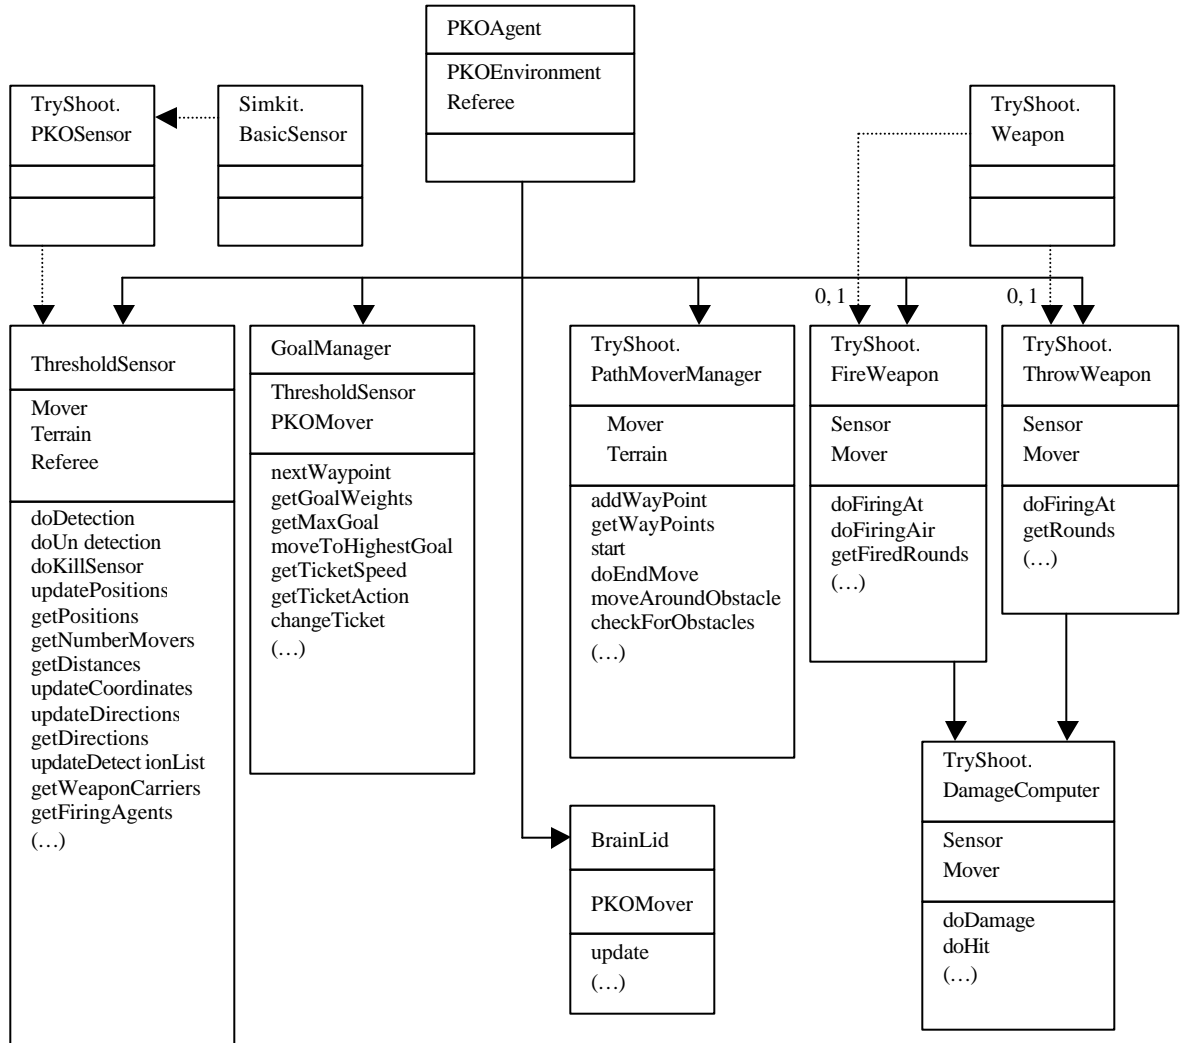 PKOAgent
PKOEnvironment
Referee
TryShoot.
PKOSensor
Simkit.
BasicSensor
TryShoot.
Weapon
0, 1
0, 1
ThresholdSensor
Mover
Terrain
Referee
doDetection
doUn detection
doKillSensor
updatePositions
getPositions
getNumberMovers
getDistances
updateCoordinates
updateDirections
getDirections
updateDetect ionList
getWeaponCarriers
getFiringAgents
(…)
GoalManager
ThresholdSensor
PKOMover
nextWaypoint
getGoalWeights
getMaxGoal
moveToHighestGoal
getTicketSpeed
getTicketAction
changeTicket
(…)
TryShoot.
PathMoverManager
Mover
Terrain
addWayPoint
getWayPoints
start
doEndMove
moveAroundObstacle
checkForObstacles
(…)
TryShoot.
FireWeapon
Sensor
Mover
doFiringAt
doFiringAir
getFiredRounds
(…)
TryShoot.
ThrowWeapon
Sensor
Mover
doFiringAt
getRounds
(…)
BrainLid
PKOMover
update
(…)
TryShoot.
DamageComputer
Sensor
Mover
doDamage
doHit
(…)